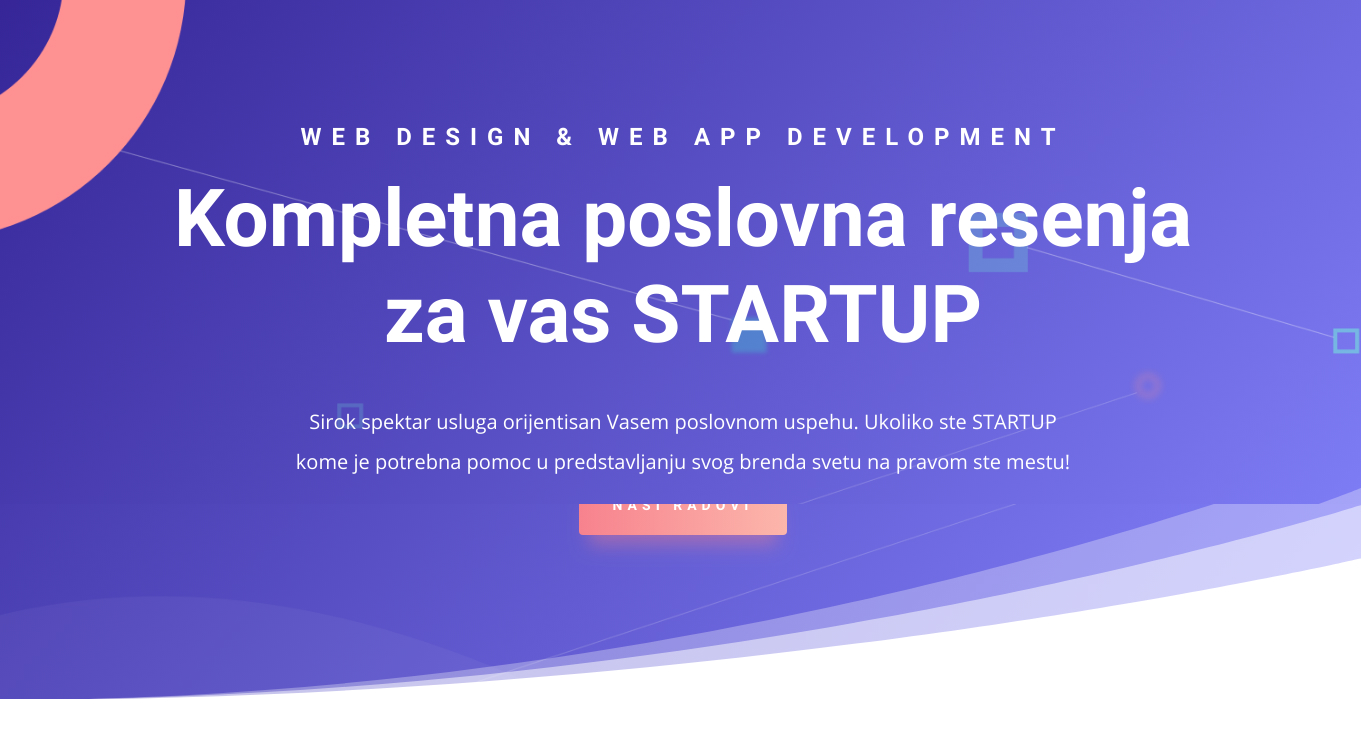 WEB DESIGN & WEB APP DEVELOPMENT
Kompletna poslovna resenja
za vas STARTUP
Sirok spektar usluga orijentisan Vasem poslovnom uspehu. Ukoliko ste STARTUP
kome je potrebna pomoc u predstavljanju svog brenda svetu na pravom ste mestu!
NASI RADOVI